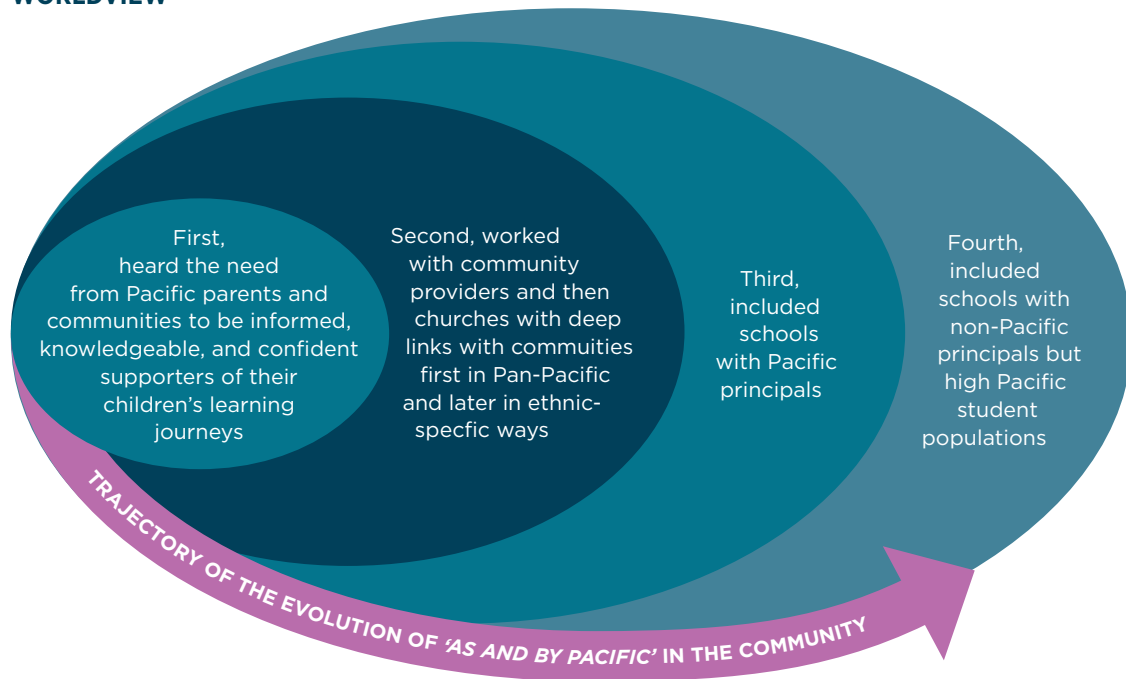 WORLDVIEW
First,
heard the need
from Pacific parents and
communities to be informed,
knowledgeable, and confident
supporters of their
children's learning
journeys
Second, worked
with community
providers and then
churches with deep
links with commuities
first in Pan-Pacific
and later in ethnic-
specfic ways
Third,
included
schools
with Pacific
principals
Fourth,
included
schools with
non-Pacific
principals but
high Pacific
student
populations
TRAJECTORY OF THE EVOLUTION OF 'AS AND BY PACIFIC' IN THE COMMUNITY